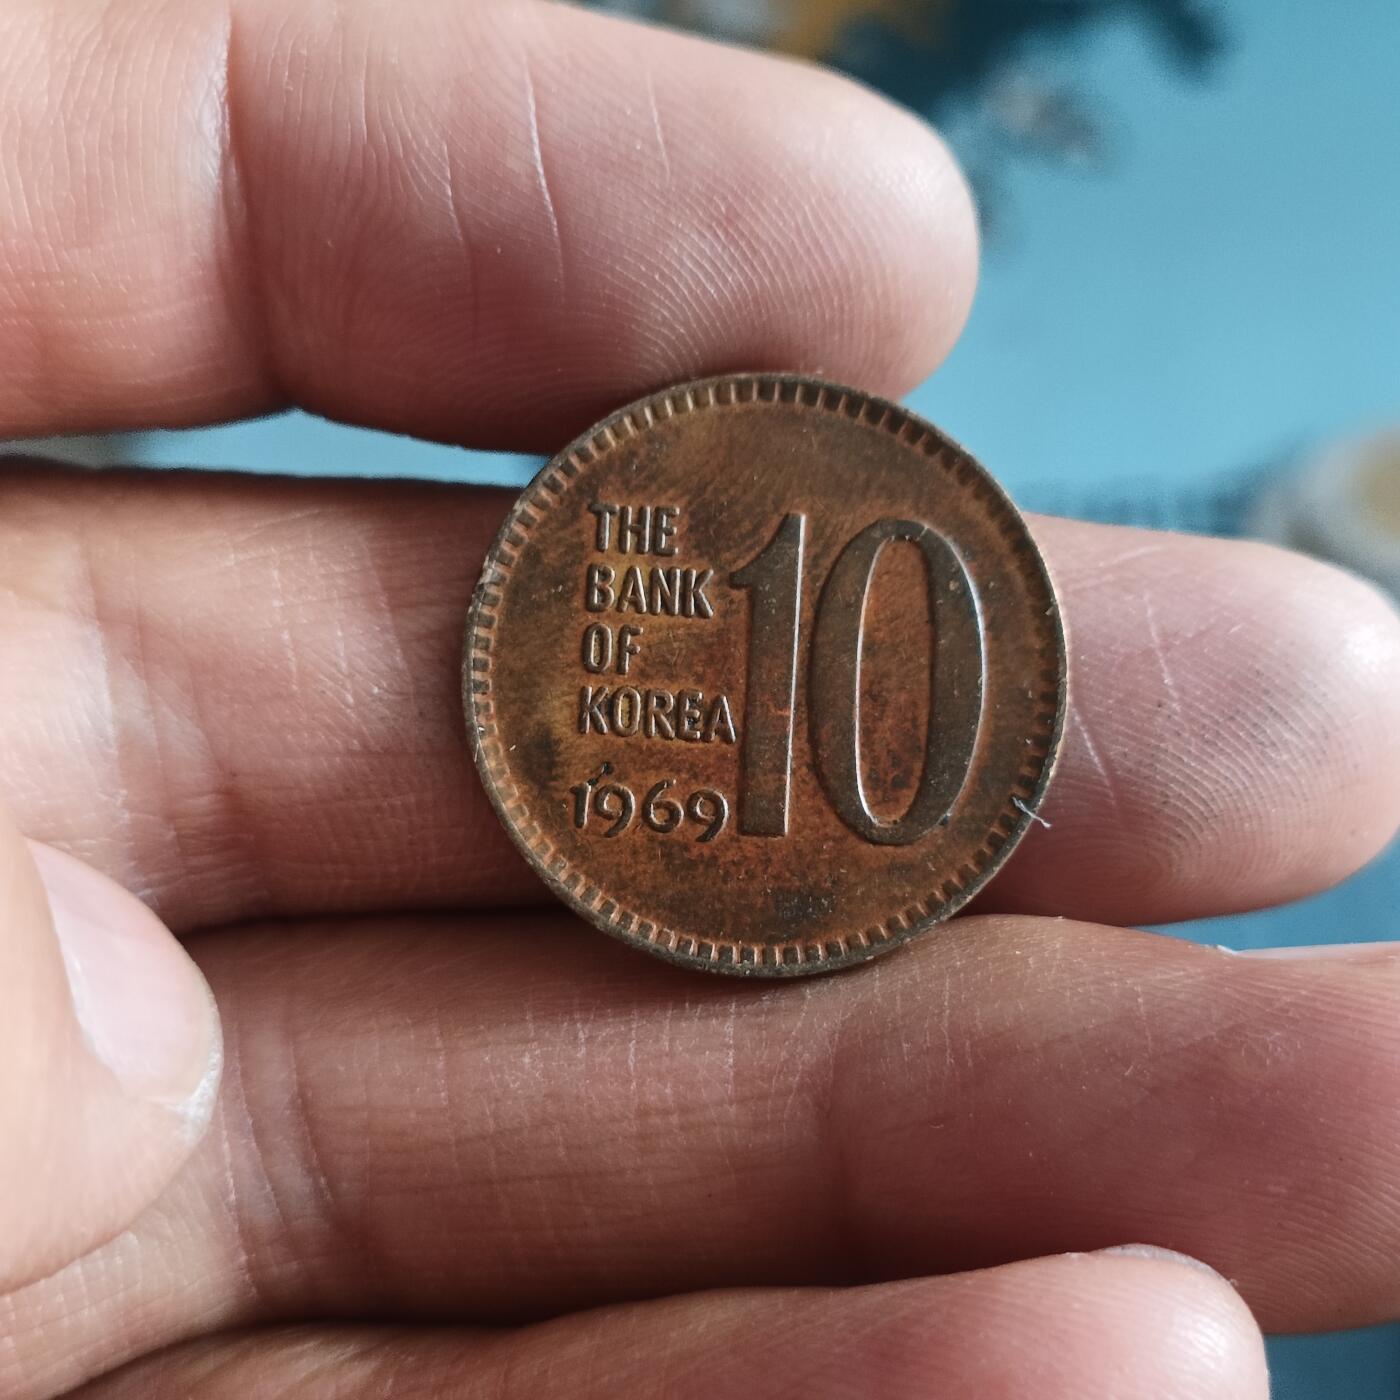 THE
BANK
OF
KOREA
1969
10